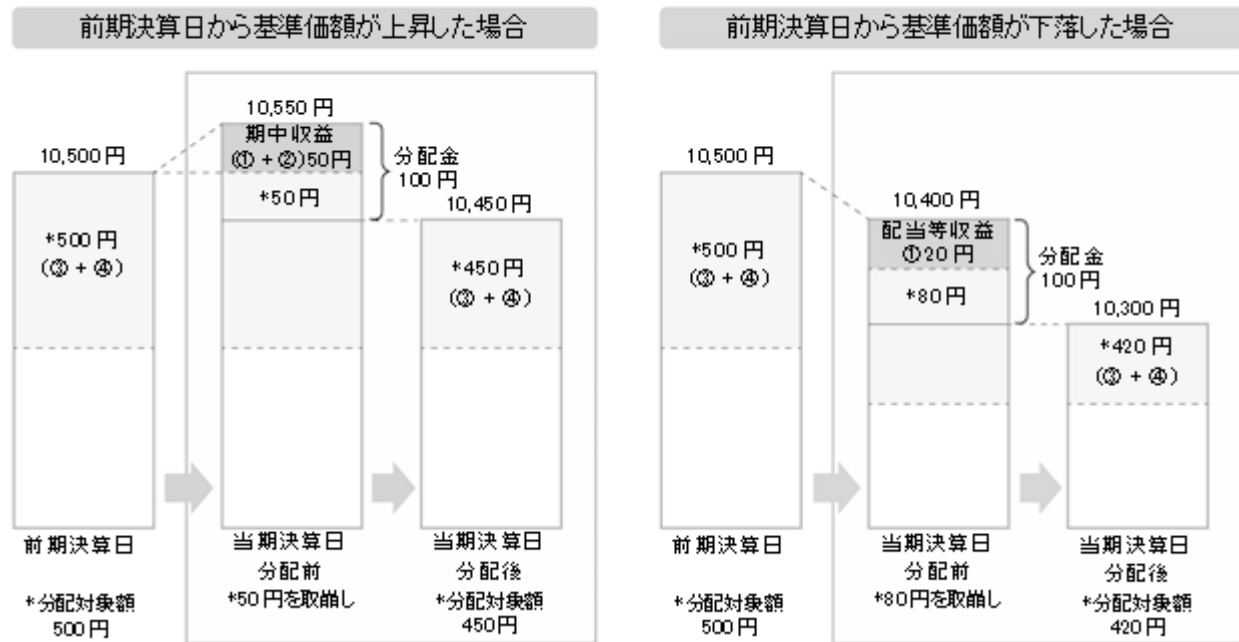 前期決算日から基準価額が上昇した場合
10,500円
*500円
(③ + ④)
10,550円
期中収益
(① + ②)50円
*50円
分配金
100円
10,450円
*450円
(③ + ④)
前期決算日
*分配対象額
500円
当期決算日
分配前
*50円を取崩し
当期決算日
分配後
*分配対象額
450円
前期決算日から基準価額が下落した場合
10,500円
*500円
(③ + ④)
10,400円
配当等収益
①20円
*80円
分配金
100円
10,300円
*420円
(③ + ④)
前期決算日
*分配対象額
500円
当期決算日
分配前
*80円を取崩し
当期決算日
分配後
*分配対象額
420円